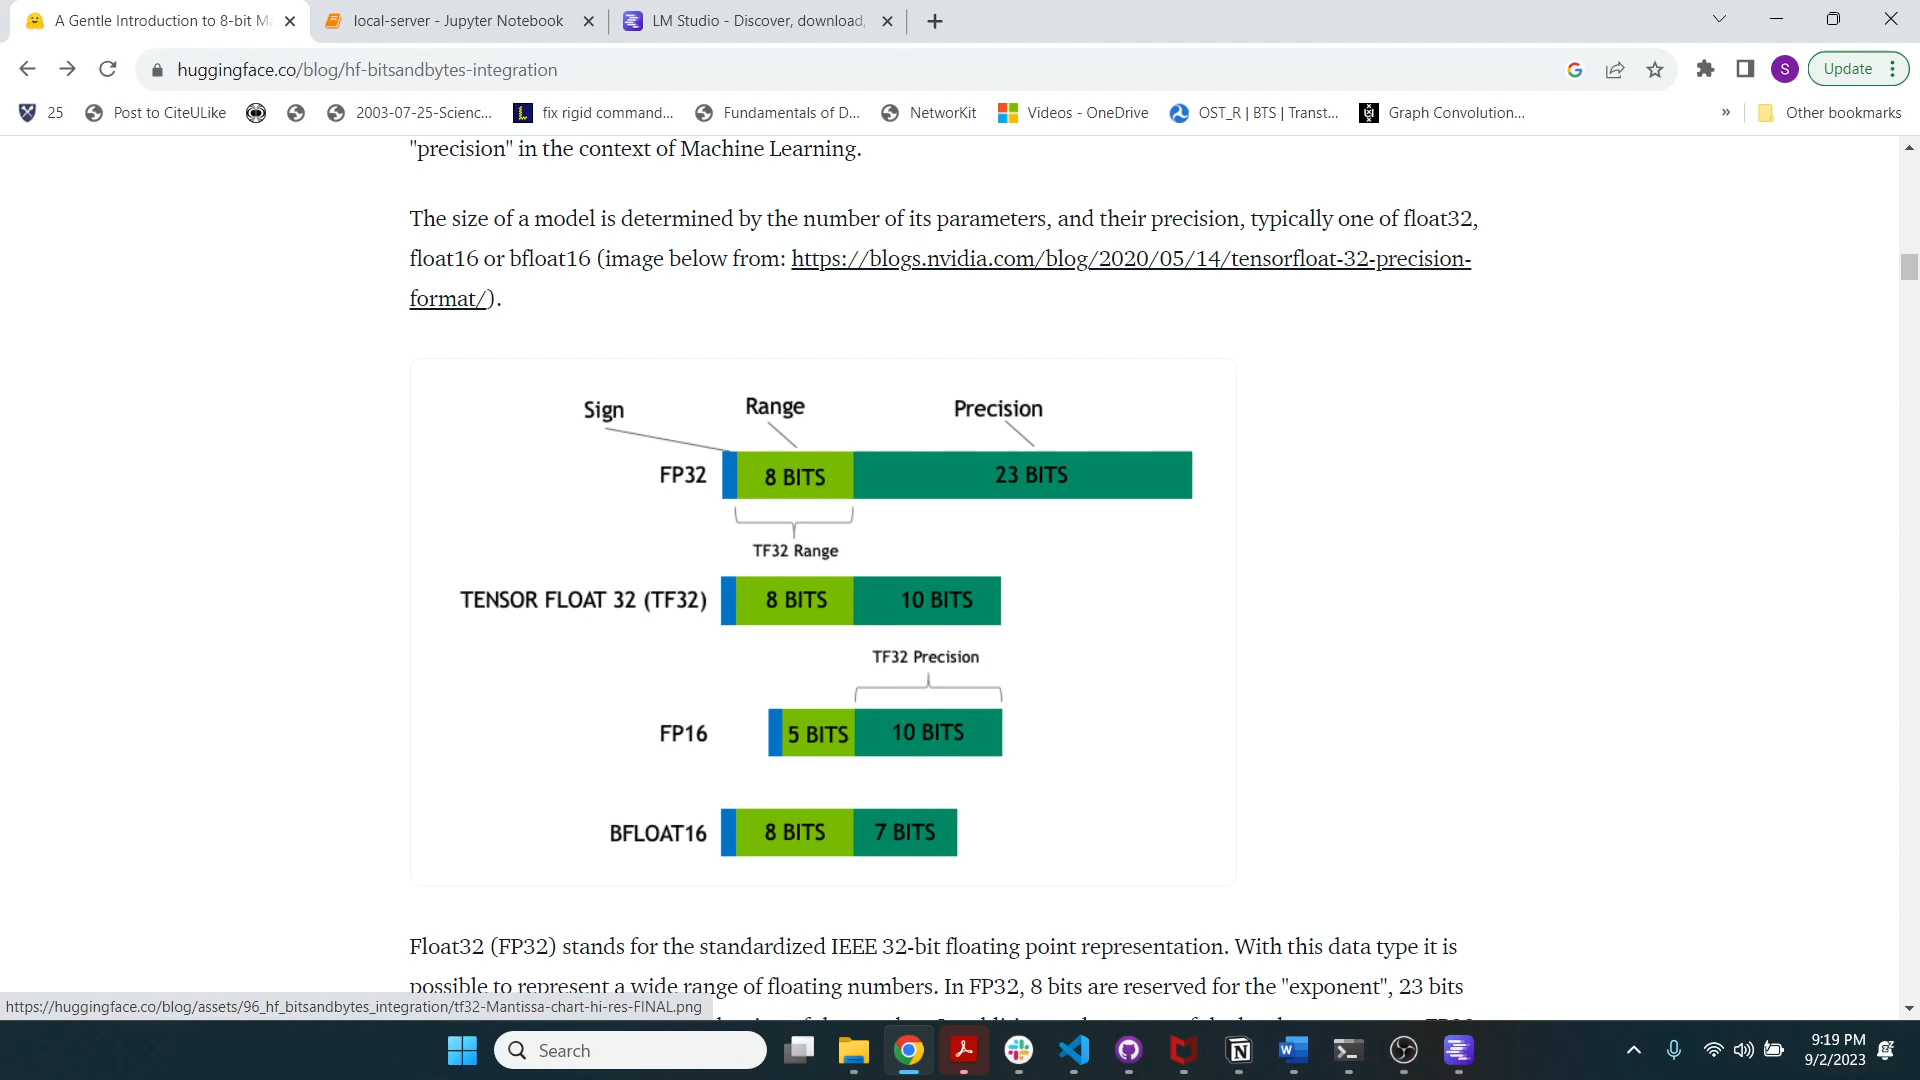 A Gentle Introduction to 8-bit Ma
local-server - Jupyter Notebook
LM Studio - Discover, download,
huggingface.co/blog/hf-bitsandbytes-integration
S
Update
25
Post to CiteULike
2003-07-25-Scienc...
fix rigid command...
Fundamentals of D...
NetworKit
Videos - OneDrive
OST_R | BTS | Transt...
Graph Convolution...
»
Other bookmarks
"precision" in the context of Machine Learning.
The size of a model is determined by the number of its parameters, and their precision, typically one of float32,
float16 or bfloat16 (image below from: https://blogs.nvidia.com/blog/2020/05/14/tensorfloat-32-precision-
format/).
Sign
Range
Precision
FP32
8 BITS
23 BITS
TF32 Range
TENSOR FLOAT 32 (TF32)
8 BITS
10 BITS
TF32 Precision
FP16
5 BITS
10 BITS
BFLOAT16
8 BITS
7 BITS
Float32 (FP32) stands for the standardized IEEE 32-bit floating point representation. With this data type it is
possible to represent a wide range of floating numbers. In FP32, 8 bits are reserved for the "exponent", 23 bits
https://huggingface.co/blog/assets/96_hf_bitsandbytes_integration/tf32-Mantissa-chart-hi-res-FINAL.png
Search
9:19 PM
9/2/2023